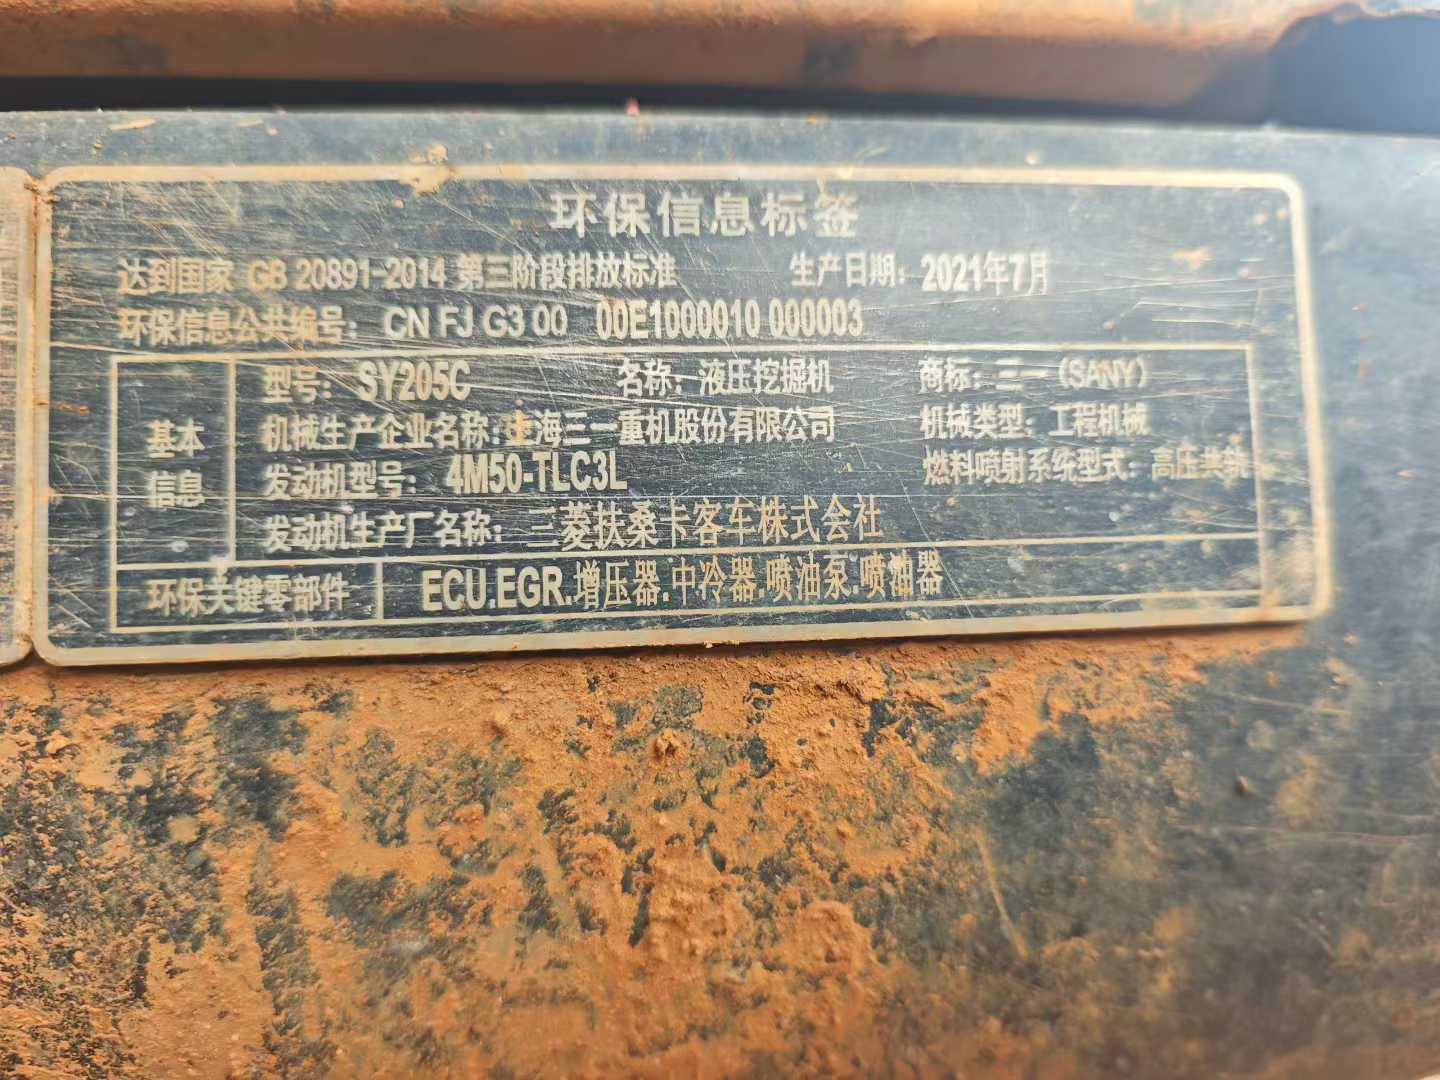 环保信息标签
达到国家 GB 20891-2014 第三阶段排放标准 生产日期：2021年7月
环保信息公共编号： CN FJ G3 00 00E1000010 000003
型号： SY205C 名称：液压挖掘机 商标：三一（SANY）
机械生产企业名称：上海三一重机股份有限公司 机械类型：工程机械
基本信息
发动机型号： 4M50-TLC3L 燃料喷射系统型式：高压共轨
发动机生产厂名称： 三菱扶桑卡客车株式会社
环保关键零部件 ECU.EGR.增压器.中冷器.喷油泵.喷油器